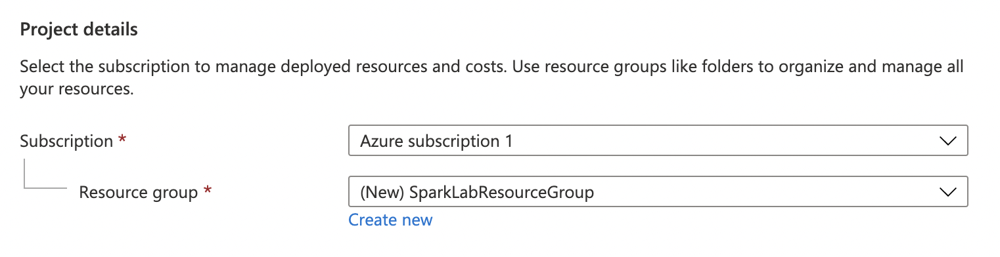 Project details
Select the subscription to manage deployed resources and costs. Use resource groups like folders to organize and manage all
your resources.
Subscription *
Azure subscription 1
Resource group *
(New) SparkLabResourceGroup
Create new